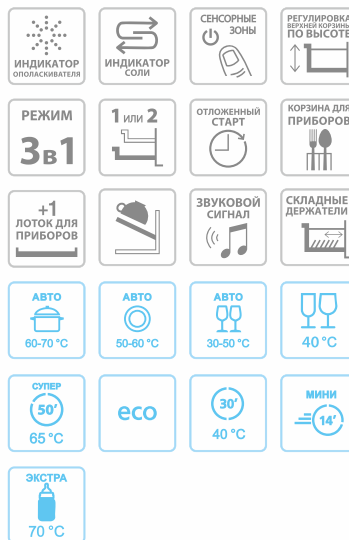 ИНДИКАТОР
ОПОЛАСКИВАТЕЛЯ
ИНДИКАТОР
СОЛИ
СЕНСОРНЫЕ
ЗОНЫ
РЕГУЛИРОВКА
ВЕРХНЕЙ КОРЗИНЫ
ПО ВЫСОТЕ
РЕЖИМ
3в1
1 ИЛИ 2
ОТЛОЖЕННЫЙ
СТАРТ
КОРЗИНА ДЛЯ
ПРИБОРОВ
+1
ЛОТОК ДЛЯ
ПРИБОРОВ
ЗВУКОВОЙ
СИГНАЛ
СКЛАДНЫЕ
ДЕРЖАТЕЛИ
АВТО
60-70 °C
АВТО
50-60 °C
АВТО
30-50 °C
40 °C
СУПЕР
50’
65 °C
eco
30’
40 °C
МИНИ
14’
ЭКСТРА
70 °C